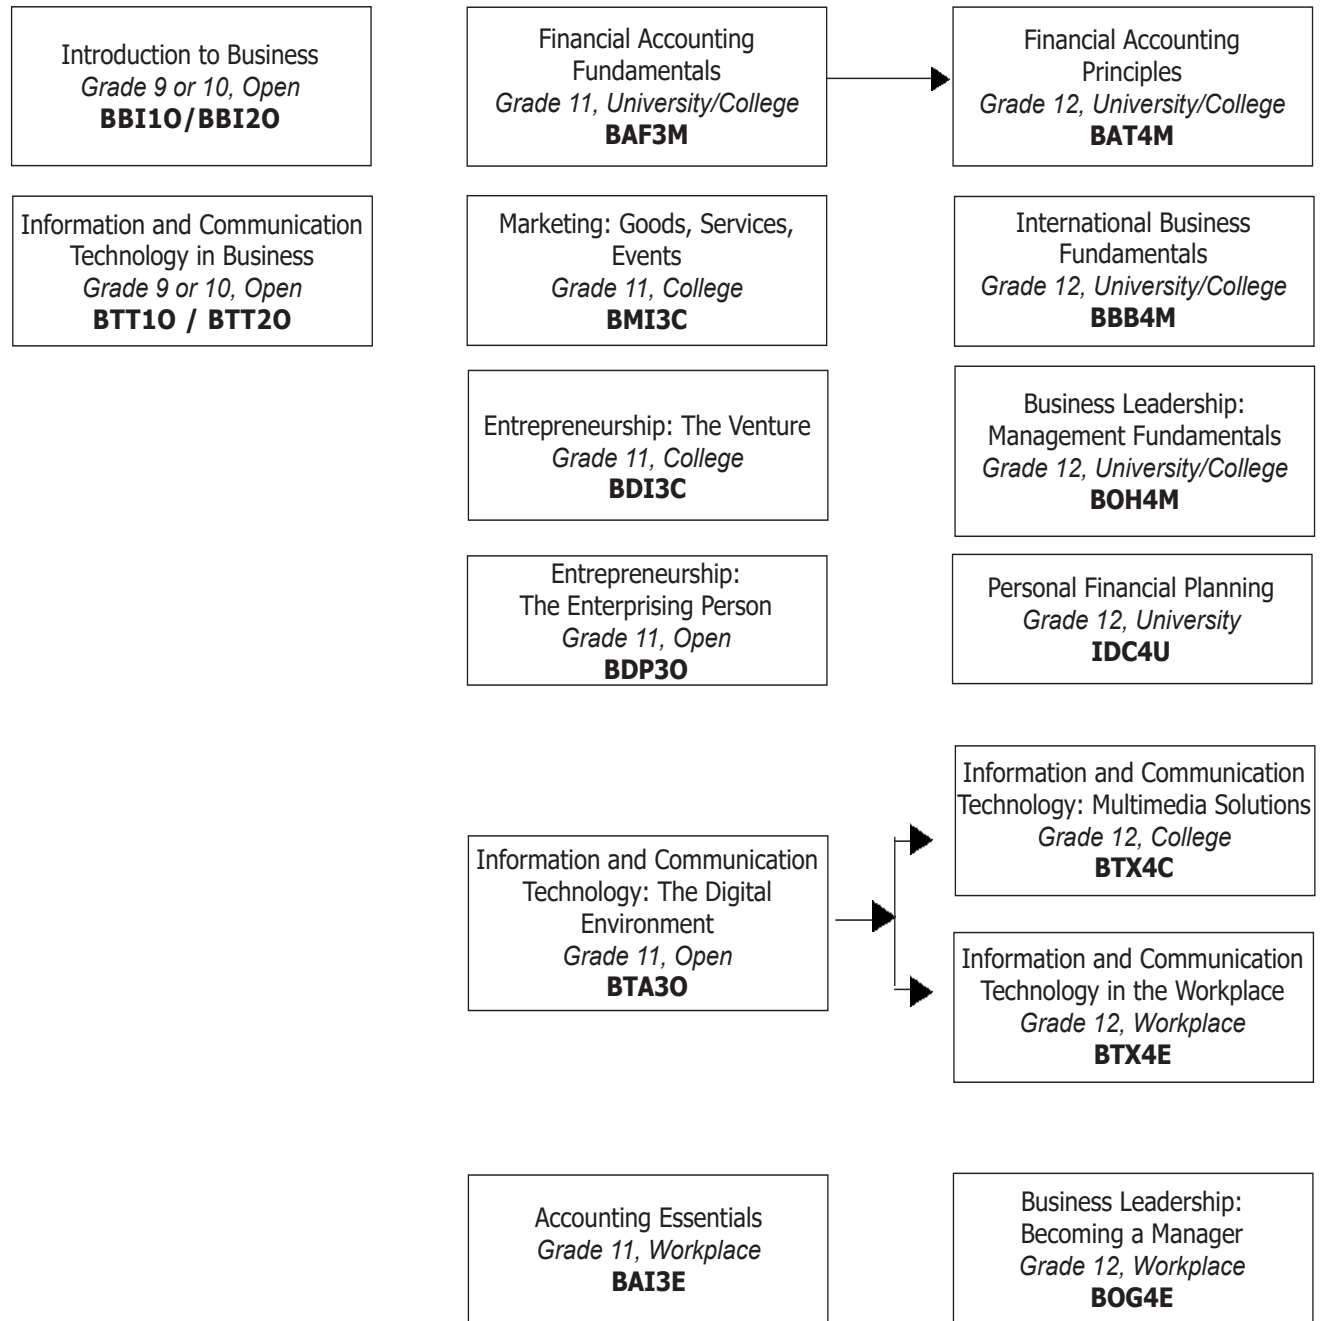 Introduction to Business
Grade 9 or 10, Open
BBI1O/BBI2O
Financial Accounting
Fundamentals
Grade 11, University/College
BAF3M
Financial Accounting
Principles
Grade 12, University/College
BAT4M
Information and Communication
Technology in Business
Grade 9 or 10, Open
BTT1O / BTT2O
Marketing: Goods, Services,
Events
Grade 11, College
BMI3C
International Business
Fundamentals
Grade 12, University/College
BBB4M
Entrepreneurship: The Venture
Grade 11, College
BDI3C
Business Leadership:
Management Fundamentals
Grade 12, University/College
BOH4M
Entrepreneurship:
The Enterprising Person
Grade 11, Open
BDP3O
Personal Financial Planning
Grade 12, University
IDC4U
Information and Communication
Technology: The Digital
Environment
Grade 11, Open
BTA3O
Information and Communication
Technology: Multimedia Solutions
Grade 12, College
BTX4C
Information and Communication
Technology in the Workplace
Grade 12, Workplace
BTX4E
Accounting Essentials
Grade 11, Workplace
BAI3E
Business Leadership:
Becoming a Manager
Grade 12, Workplace
BOG4E